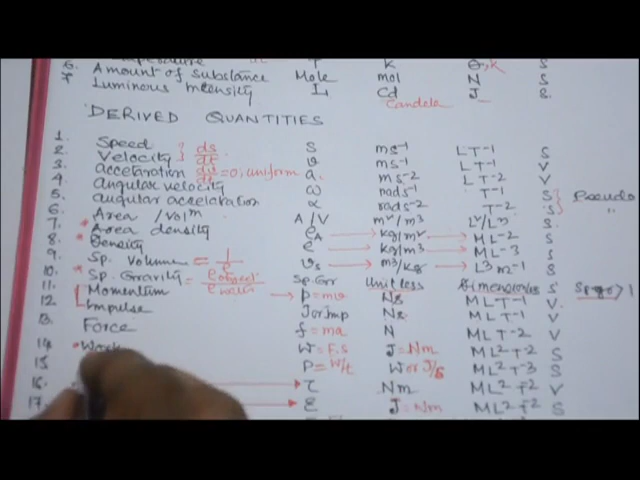 6. Temperature T K θ, K S
7 Amount of substance Mole mol N S
Luminous Intensity L Cd J S
Candela
DERIVED QUANTITIES
1. Speed ds/dt S ms-1 LT-1 S
2. Velocity v ms-1 LT-1 V
3. acceleration dv/dt = 0, uniform a ms-2 LT-2 V
4. angular velocity ω rads-1 T-1 S Pseudo
5. angular acceleration α rads-2 T-2 S
6. Area / Volm A/V m2/m3 L2/L3 S
7. Area density ρA kg/m2 ML-2 S
8. Density ρ kg/m3 ML-3 S
9. Sp. Volume = 1/ρ vs m3/kg L3m-1 S
10. Sp. Gravity = Sp.Gr Unitless dimensionless S
11. Momentum P = mv Ns MLT-1 V
12 Impulse J or Imp Ns MLT-1 V
13. Force f = ma N MLT-2 V
14 Work W = F.S J = Nm ML2T-2 S
15 P = W/t W or J/s ML2T-3 S
16. τ Nm ML2T-2 V
17. E J = Nm ML2T-2 S